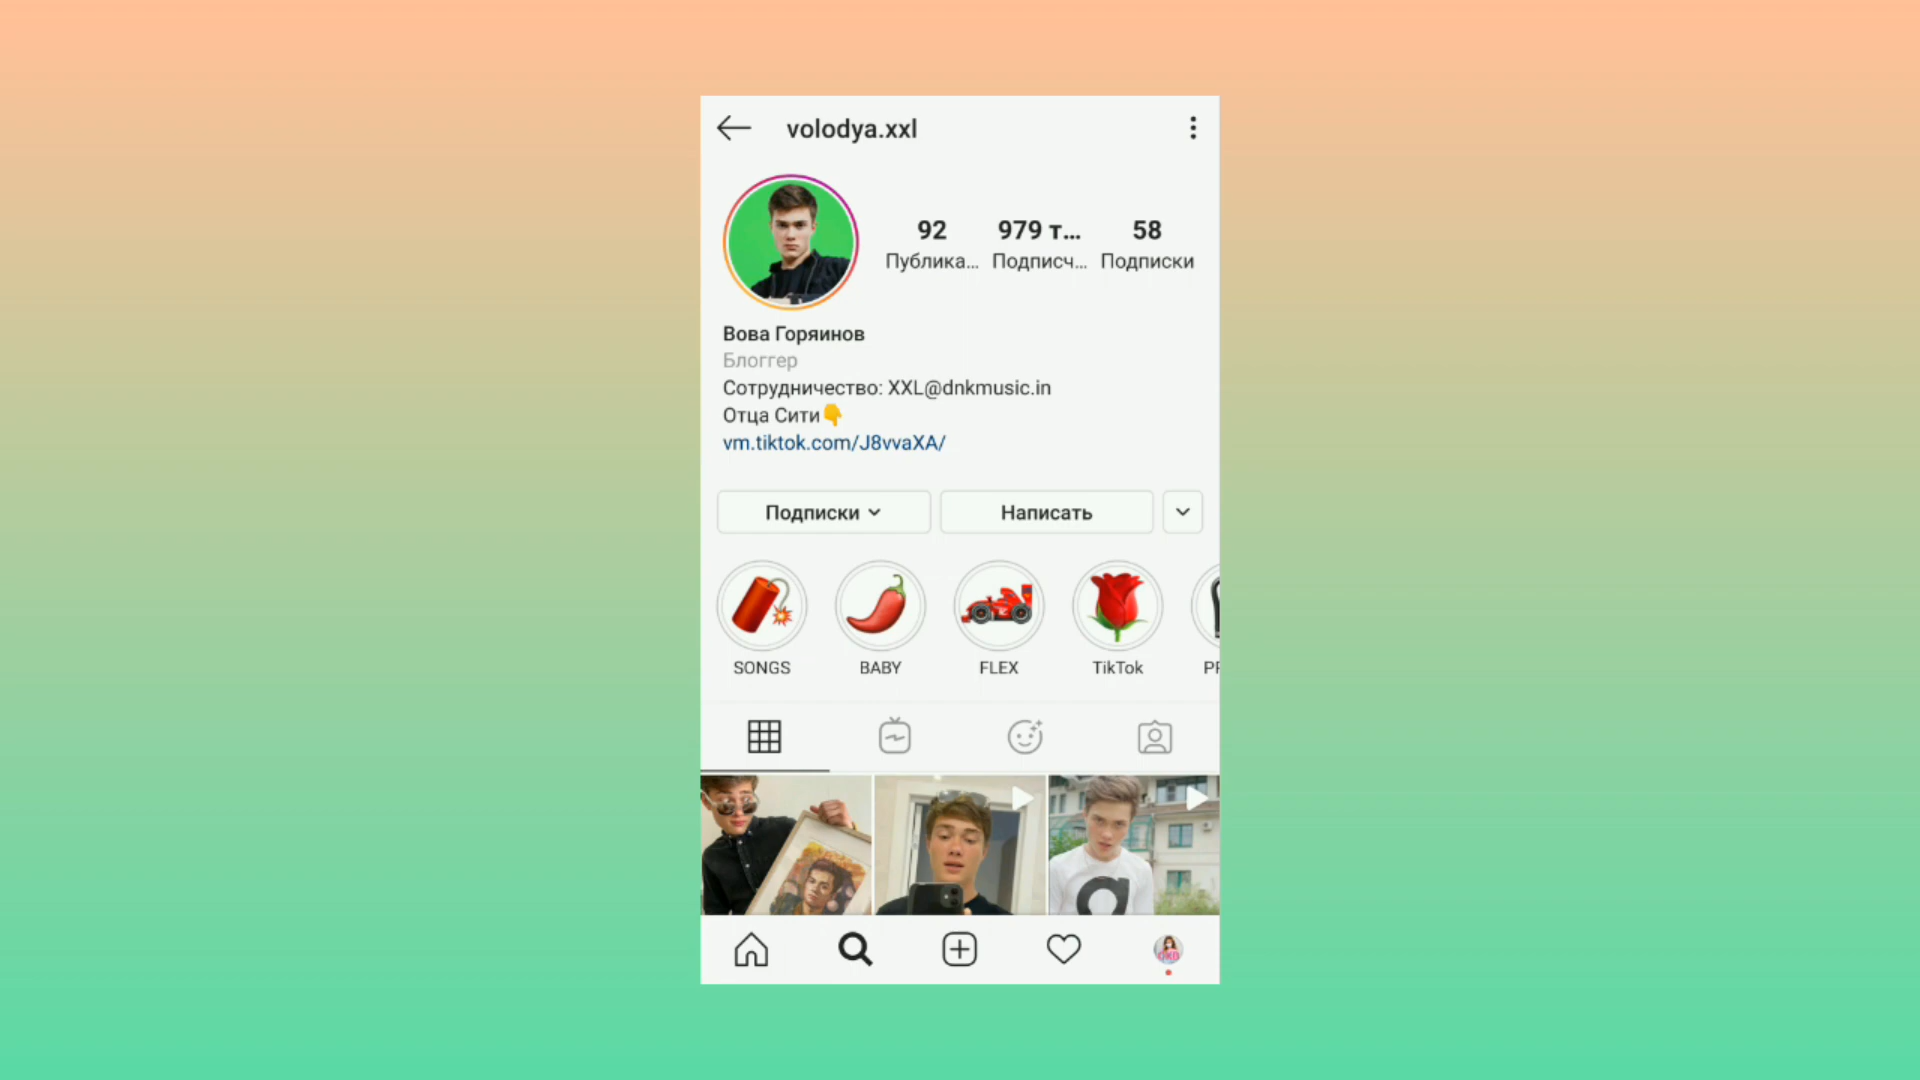 volodya.xxl
92 979 т... 58
Публика... Подписч... Подписки
Вова Горяинов
Блоггер
Сотрудничество: XXL@dnkmusic.in
Отца Сити👇
vm.tiktok.com/J8vvaXA/
Подписки Написать
SONGS BABY FLEX TikTok